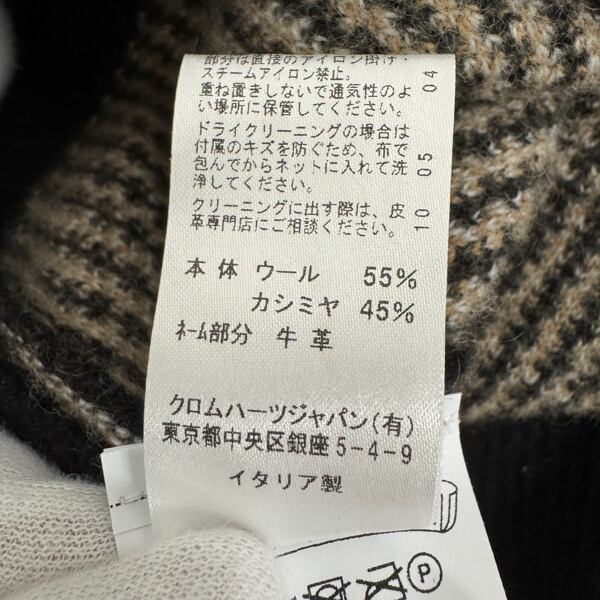 部分は直接のアイロン掛け・
スチームアイロン禁止。
重ね置きしないで通気性のよ
い場所に保管してください。
ドライクリーニングの場合は
付属のキズを防ぐため、布で
包んでからネットに入れて洗
浄してください。
クリーニングに出す際は、皮
革専門店にご相談ください。
04
05
10
本体 ウール 55%
カシミヤ 45%
ﾈｰﾑ部分 牛革
クロムハーツジャパン(有)
東京都中央区銀座5-4-9
イタリア製
P